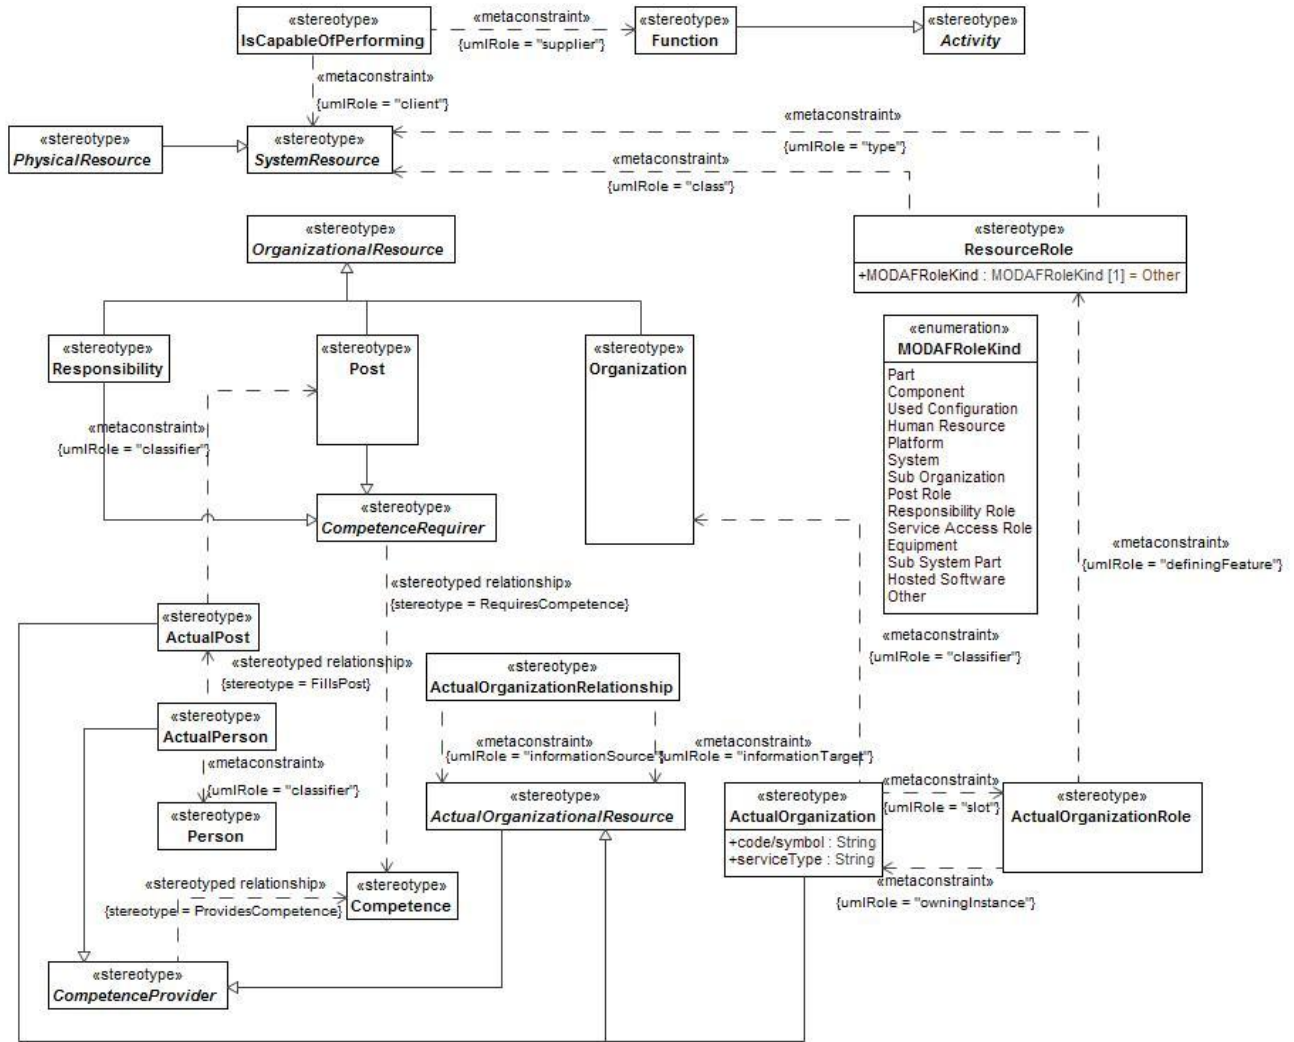 «stereotype»
IsCapableOfPerforming
«metaconstraint»
{umlRole = "supplier"}
«stereotype»
Function
«stereotype»
Activity
«metaconstraint»
{umlRole = "client"}
«stereotype»
PhysicalResource
«stereotype»
SystemResource
«metaconstraint»
{umlRole = "type"}
«metaconstraint»
{umlRole = "class"}
«stereotype»
OrganizationalResource
«stereotype»
ResourceRole
+MODAFRoleKind : MODAFRoleKind [1] = Other
«stereotype»
Responsibility
«stereotype»
Post
«stereotype»
Organization
«enumeration»
MODAFRoleKind
Part
Component
Used Configuration
Human Resource
Platform
System
Sub Organization
Post Role
Responsibility Role
Service Access Role
Equipment
Sub System Part
Hosted Software
Other
«metaconstraint»
{umlRole = "classifier"}
«stereotype»
CompetenceRequirer
«metaconstraint»
{umlRole = "definingFeature"}
«stereotyped relationship»
{stereotype = RequiresCompetence}
«stereotype»
ActualPost
«stereotyped relationship»
{stereotype = FillsPost}
«stereotype»
ActualOrganizationRelationship
«metaconstraint»
{umlRole = "classifier"}
«stereotype»
ActualPerson
«metaconstraint»
{umlRole = "classifier"}
«metaconstraint»
{umlRole = "informationSource"}
«metaconstraint»
{umlRole = "informationTarget"}
«stereotype»
Person
«stereotype»
ActualOrganizationalResource
«stereotype»
ActualOrganization
+code/symbol : String
+serviceType : String
«metaconstraint»
{umlRole = "slot"}
«stereotype»
ActualOrganizationRole
«metaconstraint»
{umlRole = "owningInstance"}
«stereotyped relationship»
{stereotype = ProvidesCompetence}
«stereotype»
Competence
«stereotype»
CompetenceProvider